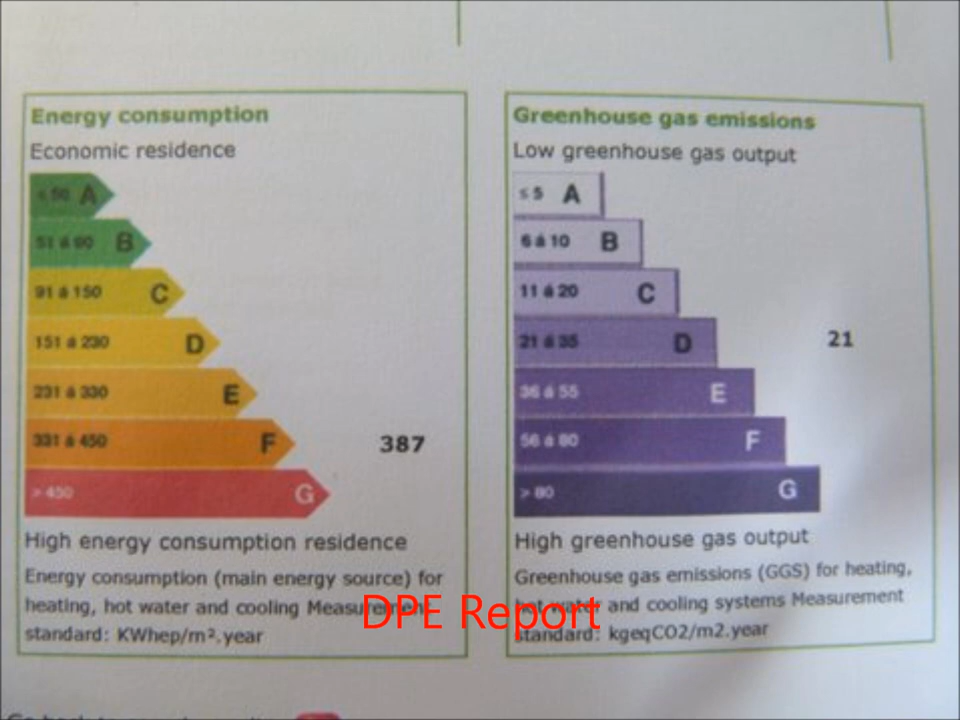 Energy consumption
Economic residence
≤ 50 A
51 á 90 B
91 á 150 C
151 á 230 D
231 á 330 E
331 á 450 F
387
> 450 G
High energy consumption residence
Energy consumption (main energy source) for
heating, hot water and cooling Measurement
standard: KWhep/m².year
Greenhouse gas emissions
Low greenhouse gas output
≤ 5 A
6 á 10 B
11 á 20 C
21 á 35 D
21
36 á 55 E
56 á 80 F
> 80 G
High greenhouse gas output
Greenhouse gas emissions (GGS) for heating,
hot water and cooling systems Measurement
standard: kgeqCO2/m2.year
DPE Report